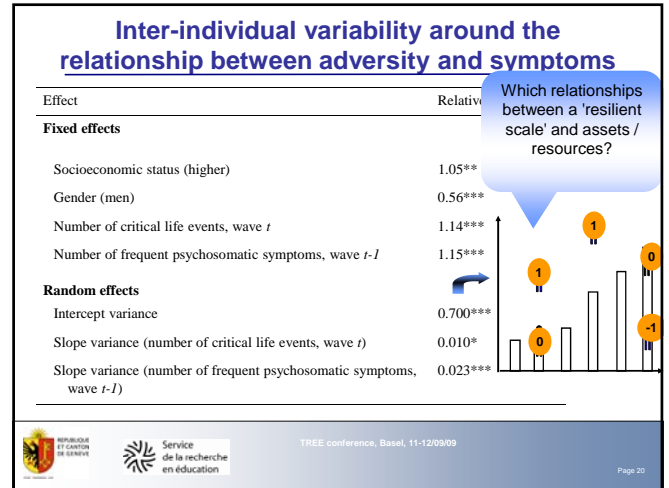 Inter-individual variability around the
relationship between adversity and symptoms
Effect Relative
Which relationships
between a 'resilient
scale' and assets /
resources?
Fixed effects
Socioeconomic status (higher) 1.05**
Gender (men) 0.56***
Number of critical life events, wave t 1.14***
Number of frequent psychosomatic symptoms, wave t-1 1.15***
Random effects
Intercept variance 0.700***
Slope variance (number of critical life events, wave t) 0.010*
Slope variance (number of frequent psychosomatic symptoms, 0.023***
wave t-1)
1
0
1
0
-1
REPUBLIQUE
ET CANTON
DE GENEVE
Service
de la recherche
en éducation
TREE conference, Basel, 11-12/09/09
Page 20